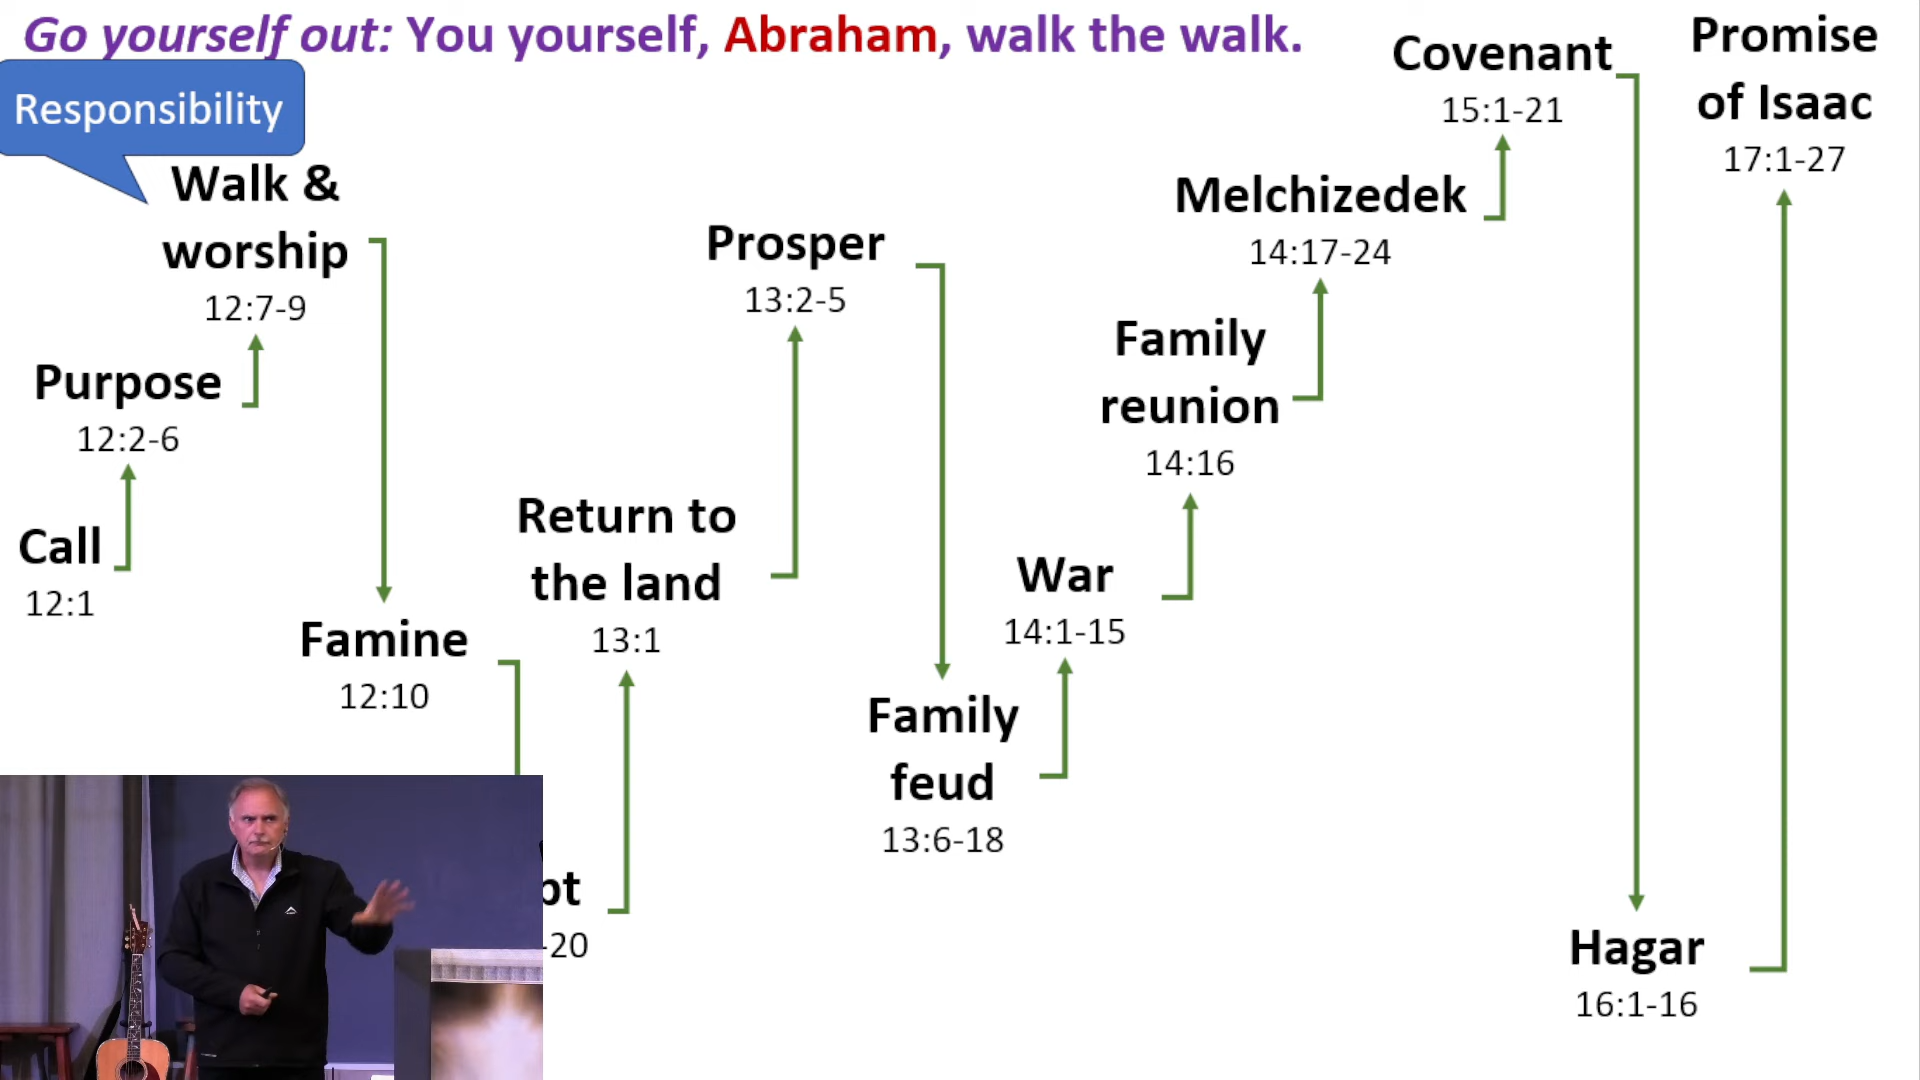 Go yourself out: You yourself, Abraham, walk the walk.
Responsibility
Walk &
worship
12:7-9
Purpose
12:2-6
Call
12:1
Famine
12:10
pt
-20
Return to
the land
13:1
Prosper
13:2-5
Family
feud
13:6-18
War
14:1-15
Family
reunion
14:16
Melchizedek
14:17-24
Covenant
15:1-21
Hagar
16:1-16
Promise
of Isaac
17:1-27